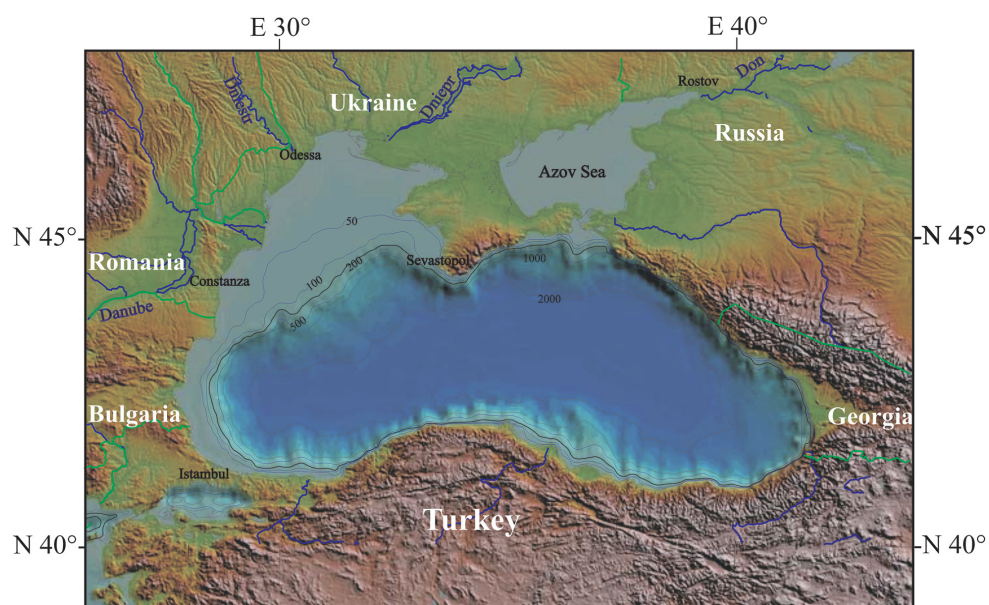 E 30°
E 40°
Don
Rostov
Dniestr
Ukraine
Dniepr
Russia
Odessa
Azov Sea
50
N 45°
N 45°
Romania
Sevastopol
1000
200
100
Constanza
2000
Danube
500
Bulgaria
Georgia
Istambul
Turkey
N 40°
N 40°